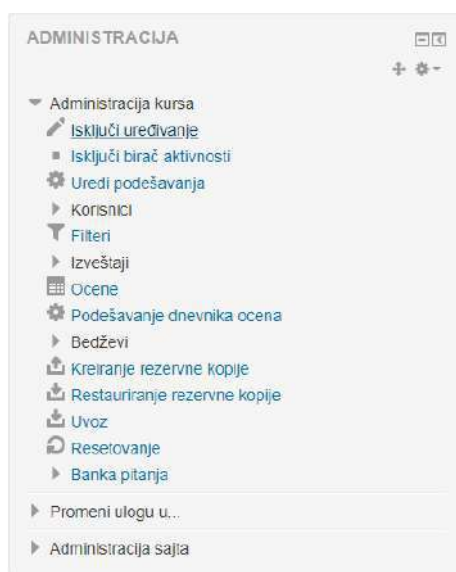 ADMINISTRACIJA
Administracija kursa
Isključi uređivanje
Isključi birač aktivnosti
Uredi podešavanja
Korisnici
Filteri
Izveštaji
Ocene
Podešavanje dnevnika ocena
Bedževi
Kreiranje rezervne kopije
Restauriranje rezervne kopije
Uvoz
Resetovanje
Banka pitanja
Promeni ulogu u...
Administracija sajta